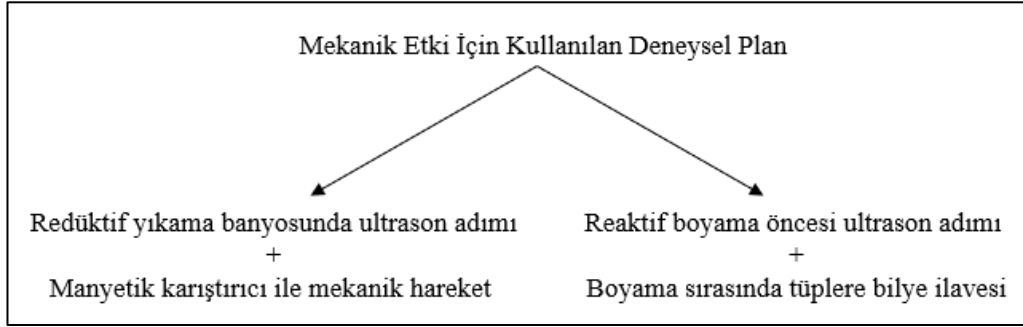 Mekanik Etki İçin Kullanılan Deneysel Plan
Redüktif yıkama banyosunda ultrason adımı
+
Manyetik karıştırıcı ile mekanik hareket
Reaktif boyama öncesi ultrason adımı
+
Boyama sırasında tüplere bilye ilavesi